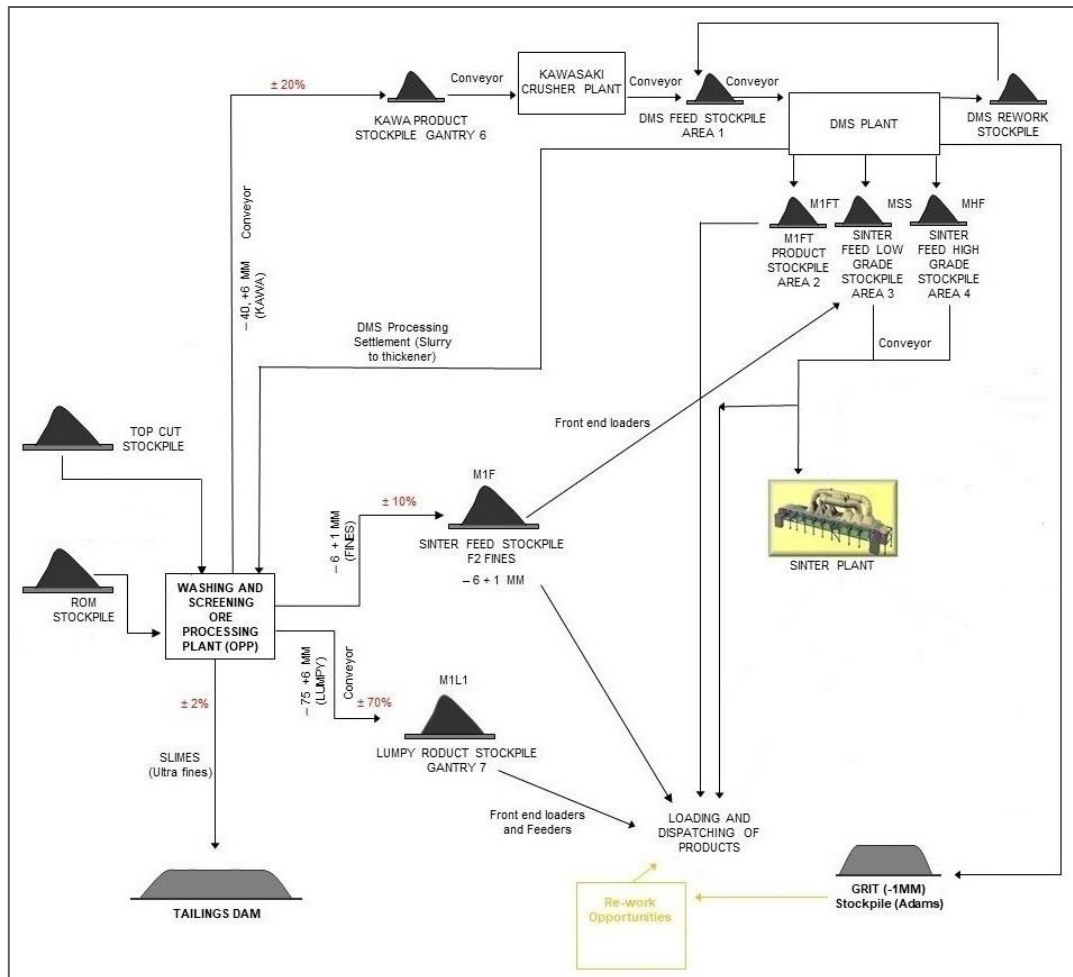 ± 20%
Conveyor
KAWASAKI
CRUSHER PLANT
Conveyor
Conveyor
KAWA PRODUCT
STOCKPILE GANTRY 6
DMS FEED STOCKPILE
AREA 1
DMS PLANT
DMS REWORK
STOCKPILE
– 40, +6 MM
(KAWA)
Conveyor
M1FT
MSS
MHF
M1FT
PRODUCT
STOCKPILE
AREA 2
SINTER
FEED LOW
GRADE
STOCKPILE
AREA 3
SINTER
FEED HIGH
GRADE
STOCKPILE
AREA 4
DMS Processing
Settlement (Slurry
to thickener)
Conveyor
TOP CUT
STOCKPILE
Front end loaders
M1F
± 10%
– 6 + 1 MM
(FINES)
SINTER FEED STOCKPILE
F2 FINES
– 6 + 1 MM
SINTER PLANT
ROM
STOCKPILE
WASHING AND
SCREENING
ORE
PROCESSING
PLANT (OPP)
– 75 +6 MM
(LUMPY)
Conveyor
± 70%
M1L1
LUMPY RODUCT STOCKPILE
GANTRY 7
± 2%
SLIMES
(Ultra fines)
Front end loaders
and Feeders
LOADING AND
DISPATCHING OF
PRODUCTS
TAILINGS DAM
Re-work
Opportunities
GRIT (-1MM)
Stockpile (Adams)